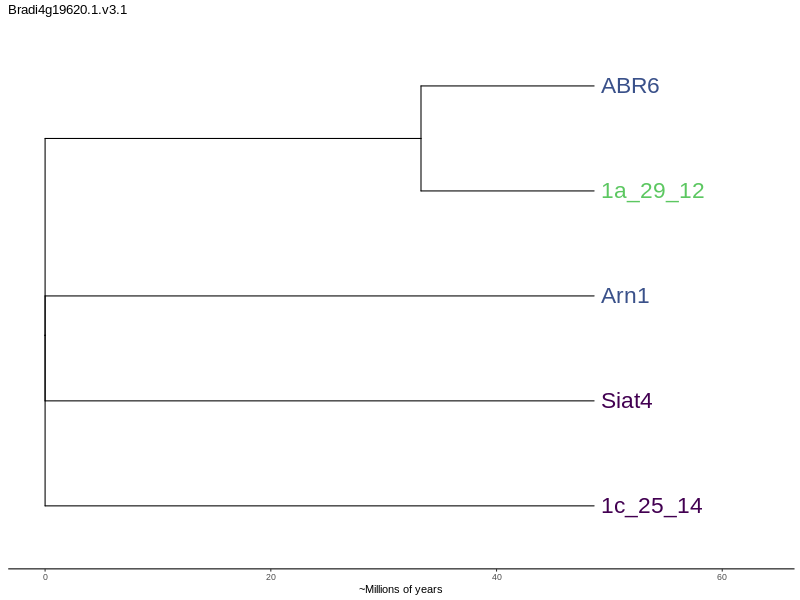 Bradi4g19620.1.v3.1
ABR6
1a_29_12
Arn1
Siat4
1c_25_14
0 20 40 60
~Millions of years